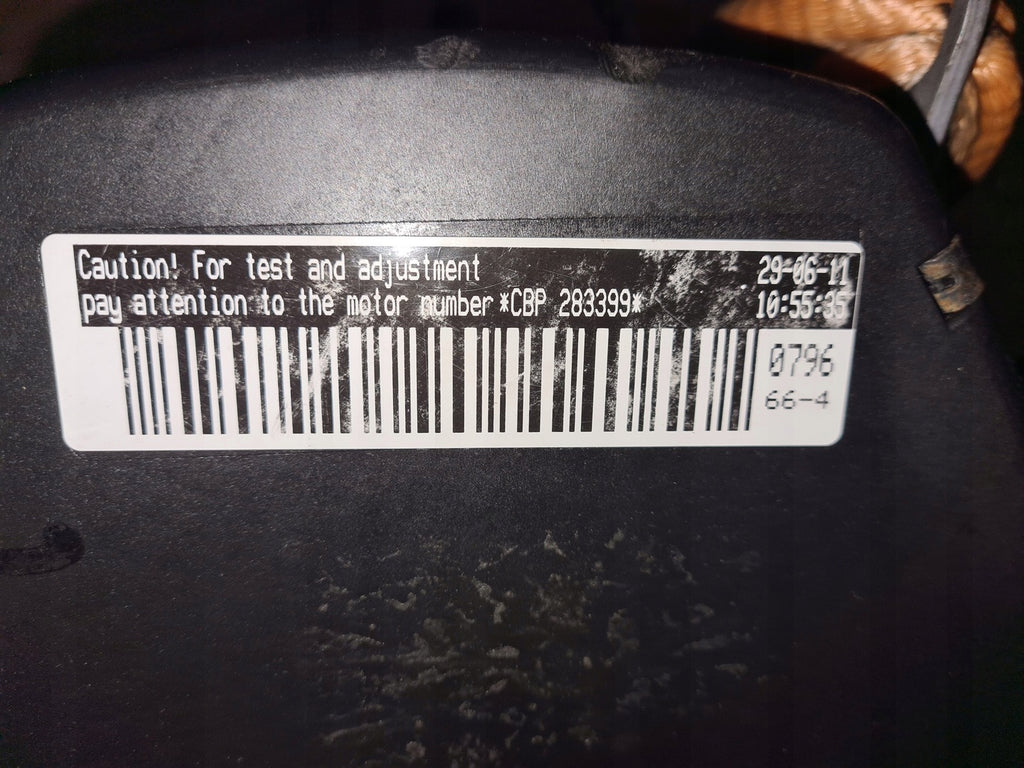 Caution! For test and adjustment 29-06-11
pay attention to the motor number *CBP 283399* 10:55:35
0796
66-4